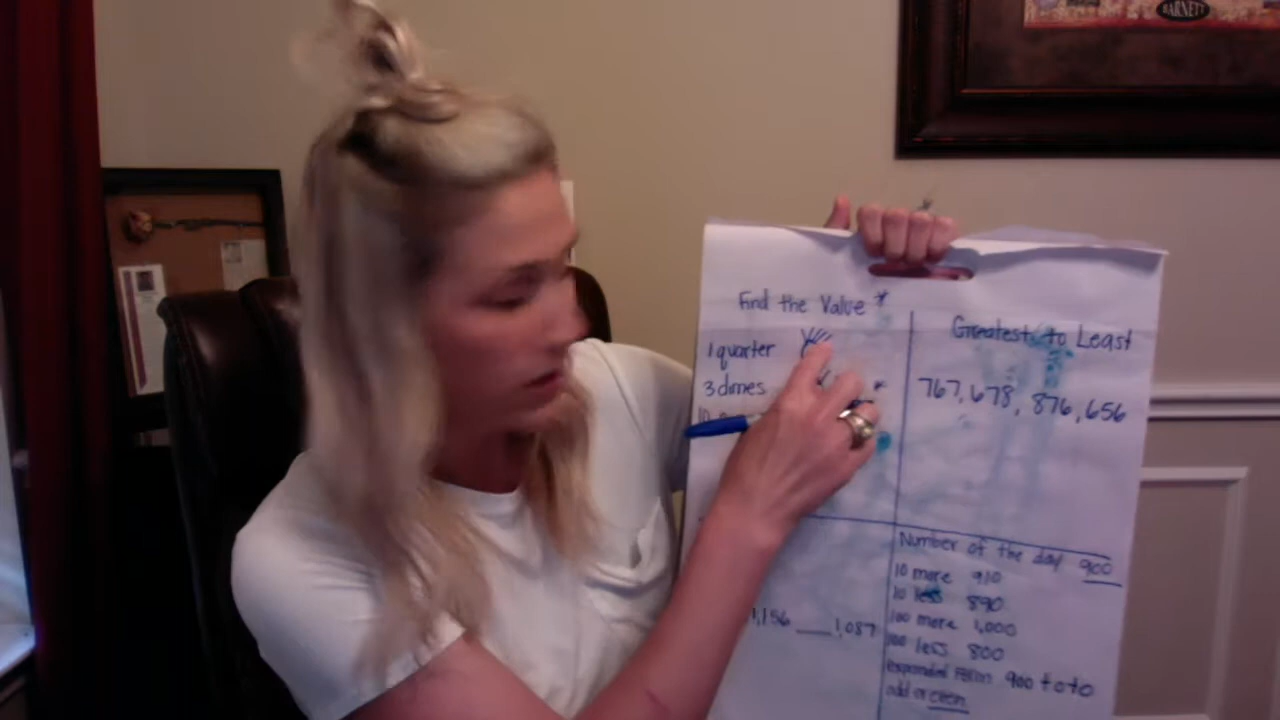 BARNETT
Find the Value *
1 quarter
3 dimes
10
Greatest to Least
767, 678, 876, 656
1,156 ___ 1,087
Number of the day 900
10 more 910
10 less 890
100 more 1,000
100 less 800
900 + 0 + 0
odd or even